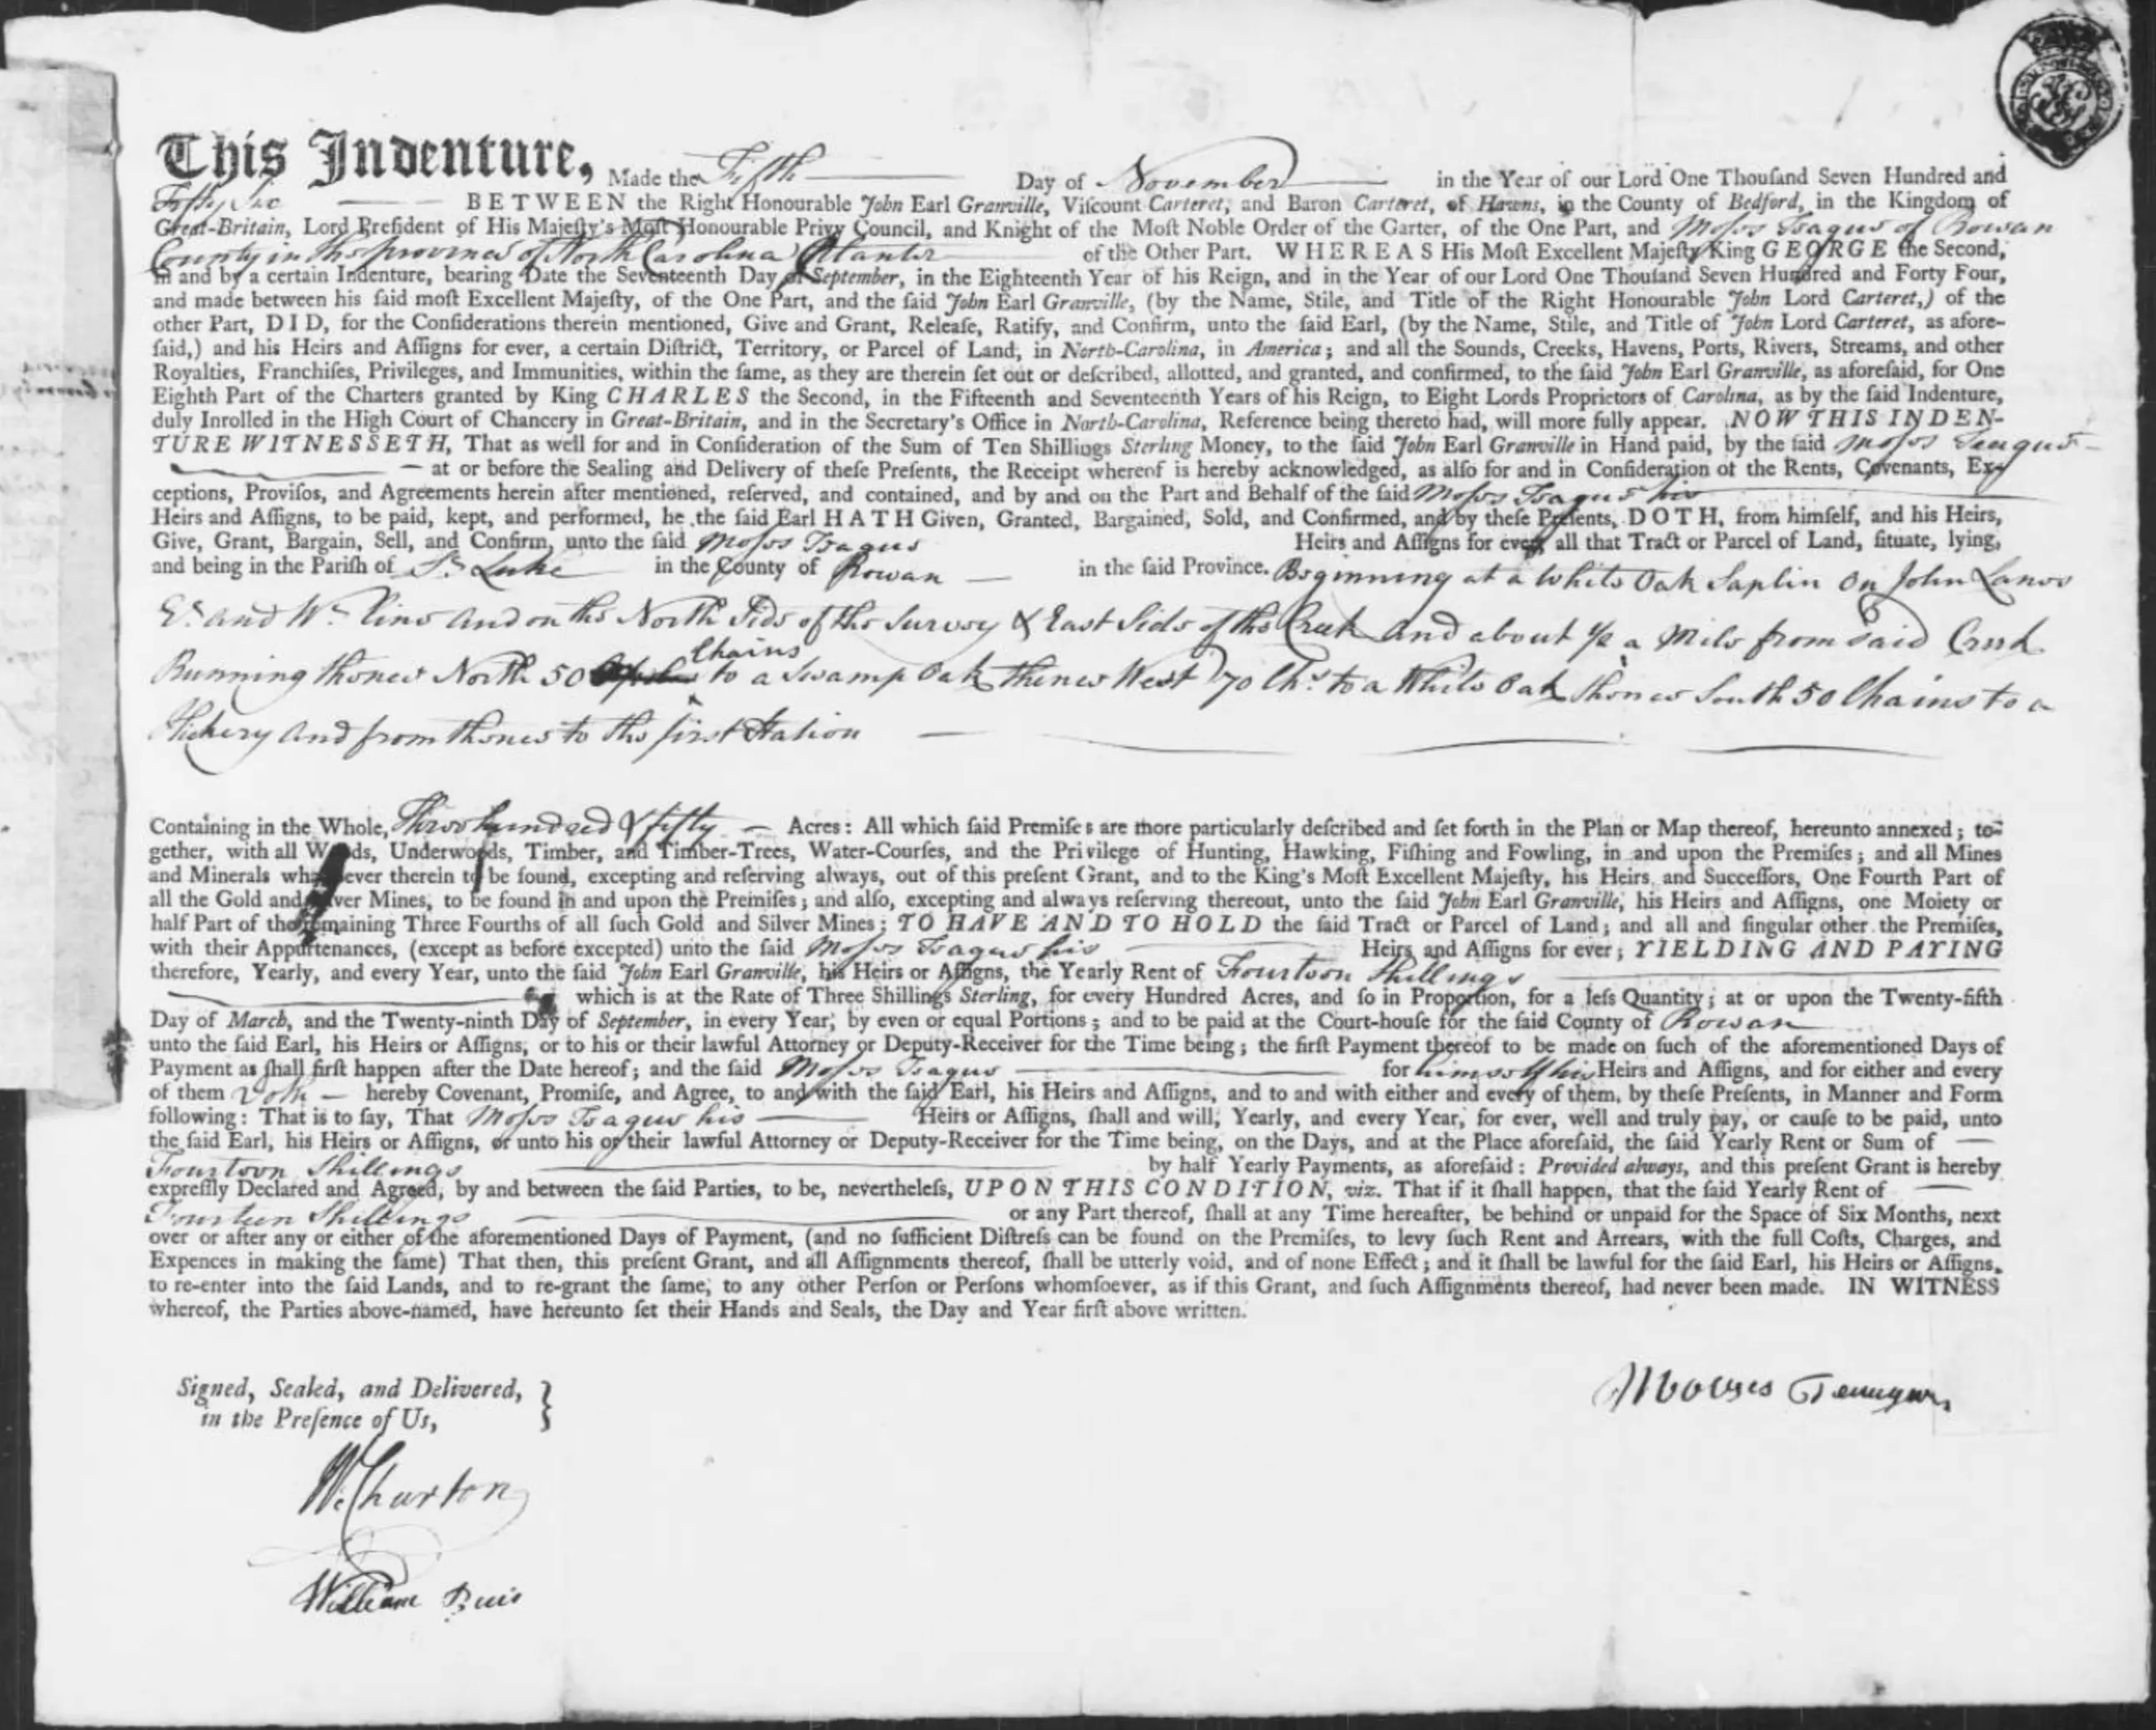 This Indenture, Made the Fifth Day of November in the Year of our Lord One Thouſand Seven Hundred and
Fifty Six BETWEEN the Right Honourable John Earl Granville, Viſcount Carteret, and Baron Carteret, of Hawns, in the County of Bedford, in the Kingdom of
Great-Britain, Lord Preſident of His Majeſty's Moſt Honourable Privy Council, and Knight of the Moſt Noble Order of the Garter, of the One Part, and Moſes Teague of Rowan
County in the province of North Carolina Planter of the Other Part. WHEREAS His Moſt Excellent Majeſty King GEORGE the Second,
in and by a certain Indenture, bearing Date the Seventeenth Day of September, in the Eighteenth Year of his Reign, and in the Year of our Lord One Thouſand Seven Hundred and Forty Four,
and made between his ſaid moſt Excellent Majeſty, of the One Part, and the ſaid John Earl Granville, (by the Name, Stile, and Title of the Right Honourable John Lord Carteret,) of the
other Part, DID, for the Conſiderations therein mentioned, Give and Grant, Releaſe, Ratify, and Confirm, unto the ſaid Earl, (by the Name, Stile, and Title of John Lord Carteret, as afore-
ſaid,) and his Heirs and Aſſigns for ever, a certain Diſtrict, Territory, or Parcel of Land, in North-Carolina, in America; and all the Sounds, Creeks, Havens, Ports, Rivers, Streams, and other
Royalties, Franchiſes, Privileges, and Immunities, within the ſame, as they are therein ſet out or deſcribed, allotted, and granted, and confirmed, to the ſaid John Earl Granville, as aforeſaid, for One
Eighth Part of the Charters granted by King CHARLES the Second, in the Fifteenth and Seventeenth Years of his Reign, to Eight Lords Proprietors of Carolina, as by the ſaid Indenture,
duly Inrolled in the High Court of Chancery in Great-Britain, and in the Secretary's Office in North-Carolina, Reference being thereto had, will more fully appear. NOW THIS INDEN-
TURE WITNESSETH, That as well for and in Conſideration of the Sum of Ten Shillings Sterling Money, to the ſaid John Earl Granville in Hand paid, by the ſaid Moſes Teague
at or before the Sealing and Delivery of theſe Preſents, the Receipt whereof is hereby acknowledged, as alſo for and in Conſideration of the Rents, Covenants, Ex-
ceptions, Proviſos, and Agreements herein after mentioned, reſerved, and contained, and by and on the Part and Behalf of the ſaid Moſes Teague his
Heirs and Aſſigns, to be paid, kept, and performed, he the ſaid Earl HATH Given, Granted, Bargained, Sold, and Confirmed, and by theſe Preſents, DOTH, from himſelf, and his Heirs,
Give, Grant, Bargain, Sell, and Confirm, unto the ſaid Moſes Teague Heirs and Aſſigns for ever, all that Tract or Parcel of Land, ſituate, lying,
and being in the Pariſh of St Luke in the County of Rowan in the ſaid Province. Beginning at a White Oak Saplin on John Lanes
E. and W. line and on the North Side of the Survey & East Side of the Creek and about ½ a Mile from said Creek
Running thence North 50 Chains to a Swamp Oak thence West 70 Chs. to a White Oak thence South 50 Chains to a
Hickery and from thence to the first Station
Containing in the Whole, Three hundred & fifty Acres: All which ſaid Premiſes are more particularly deſcribed and ſet forth in the Plan or Map thereof, hereunto annexed; to-
gether, with all Woods, Underwoods, Timber, and Timber-Trees, Water-Courſes, and the Privilege of Hunting, Hawking, Fiſhing and Fowling, in and upon the Premiſes; and all Mines
and Minerals whatſoever therein to be found, excepting and reſerving always, out of this preſent Grant, and to the King's Moſt Excellent Majeſty, his Heirs and Succeſſors, One Fourth Part of
all the Gold and Silver Mines, to be found in and upon the Premiſes; and alſo, excepting and always reſerving thereout, unto the ſaid John Earl Granville, his Heirs and Aſſigns, one Moiety or
half Part of the remaining Three Fourths of all ſuch Gold and Silver Mines; TO HAVE AND TO HOLD the ſaid Tract or Parcel of Land; and all and ſingular other the Premiſes,
with their Appurtenances, (except as before excepted) unto the ſaid Moſes Teague his Heirs and Aſſigns for ever; YIELDING AND PAYING
therefore, Yearly, and every Year, unto the ſaid John Earl Granville, his Heirs or Aſſigns, the Yearly Rent of Fourteen Shillings
which is at the Rate of Three Shillings Sterling, for every Hundred Acres, and ſo in Proportion, for a leſs Quantity; at or upon the Twenty-fifth
Day of March, and the Twenty-ninth Day of September, in every Year, by even or equal Portions; and to be paid at the Court-houſe for the ſaid County of Rowan
unto the ſaid Earl, his Heirs or Aſſigns, or to his or their lawful Attorney or Deputy-Receiver for the Time being; the firſt Payment thereof to be made on ſuch of the aforementioned Days of
Payment as ſhall firſt happen after the Date hereof; and the ſaid Moſes Teague for himself his Heirs and Aſſigns, and for either and every
of them Doth hereby Covenant, Promiſe, and Agree, to and with the ſaid Earl, his Heirs and Aſſigns, and to and with either and every of them, by theſe Preſents, in Manner and Form
following: That is to ſay, That Moſes Teague his Heirs or Aſſigns, ſhall and will, Yearly, and every Year, for ever, well and truly pay, or cauſe to be paid, unto
the ſaid Earl, his Heirs or Aſſigns, or unto his or their lawful Attorney or Deputy-Receiver for the Time being, on the Days, and at the Place aforeſaid, the ſaid Yearly Rent or Sum of
Fourteen Shillings by half Yearly Payments, as aforeſaid: Provided always, and this preſent Grant is hereby
expreſſly Declared and Agreed, by and between the ſaid Parties, to be, nevertheleſs, UPON THIS CONDITION, viz. That if it ſhall happen, that the ſaid Yearly Rent of
Fourteen Shillings or any Part thereof, ſhall at any Time hereafter, be behind or unpaid for the Space of Six Months, next
over or after any or either of the aforementioned Days of Payment, (and no ſufficient Diſtreſs can be found on the Premiſes, to levy ſuch Rent and Arrears, with the full Coſts, Charges, and
Expences in making the ſame) That then, this preſent Grant, and all Aſſignments thereof, ſhall be utterly void, and of none Effect; and it ſhall be lawful for the ſaid Earl, his Heirs or Aſſigns,
to re-enter into the ſaid Lands, and to re-grant the ſame, to any other Perſon or Perſons whomſoever, as if this Grant, and ſuch Aſſignments thereof, had never been made. IN WITNESS
whereof, the Parties above-named, have hereunto ſet their Hands and Seals, the Day and Year firſt above written.
Signed, Sealed, and Delivered,
in the Preſence of Us,
Mooses
W Churton
William